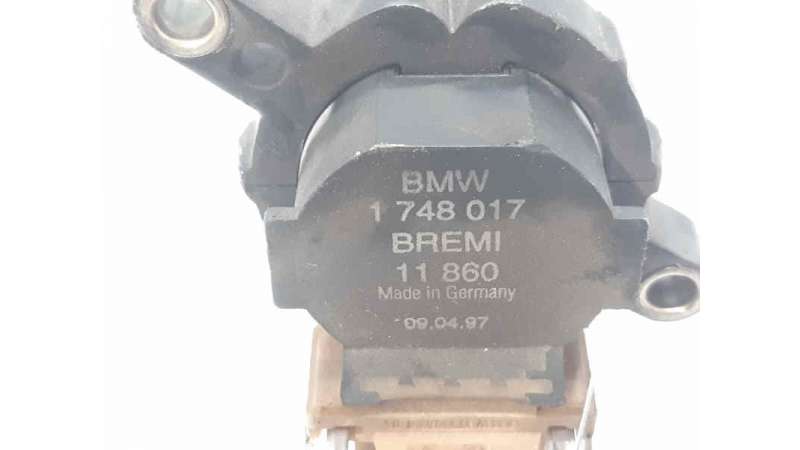 BMW
1 748 017
BREMI
11 860
Made in Germany
09.04.97